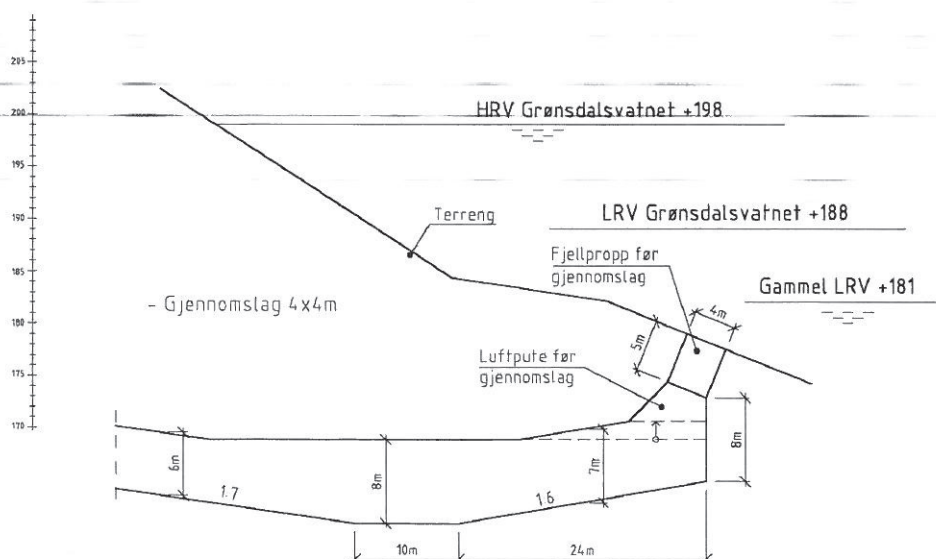 205
200
195
190
185
180
175
170
HRV Grønsdalsvatnet +198
LRV Grønsdalsvatnet +188
Terreng
Fjellpropp før
gjennomslag
Gammel LRV +181
- Gjennomslag 4x4m
4m
5m
Luftpute før
gjennomslag
6m
8m
7m
8m
1:7
1:6
10m
24m